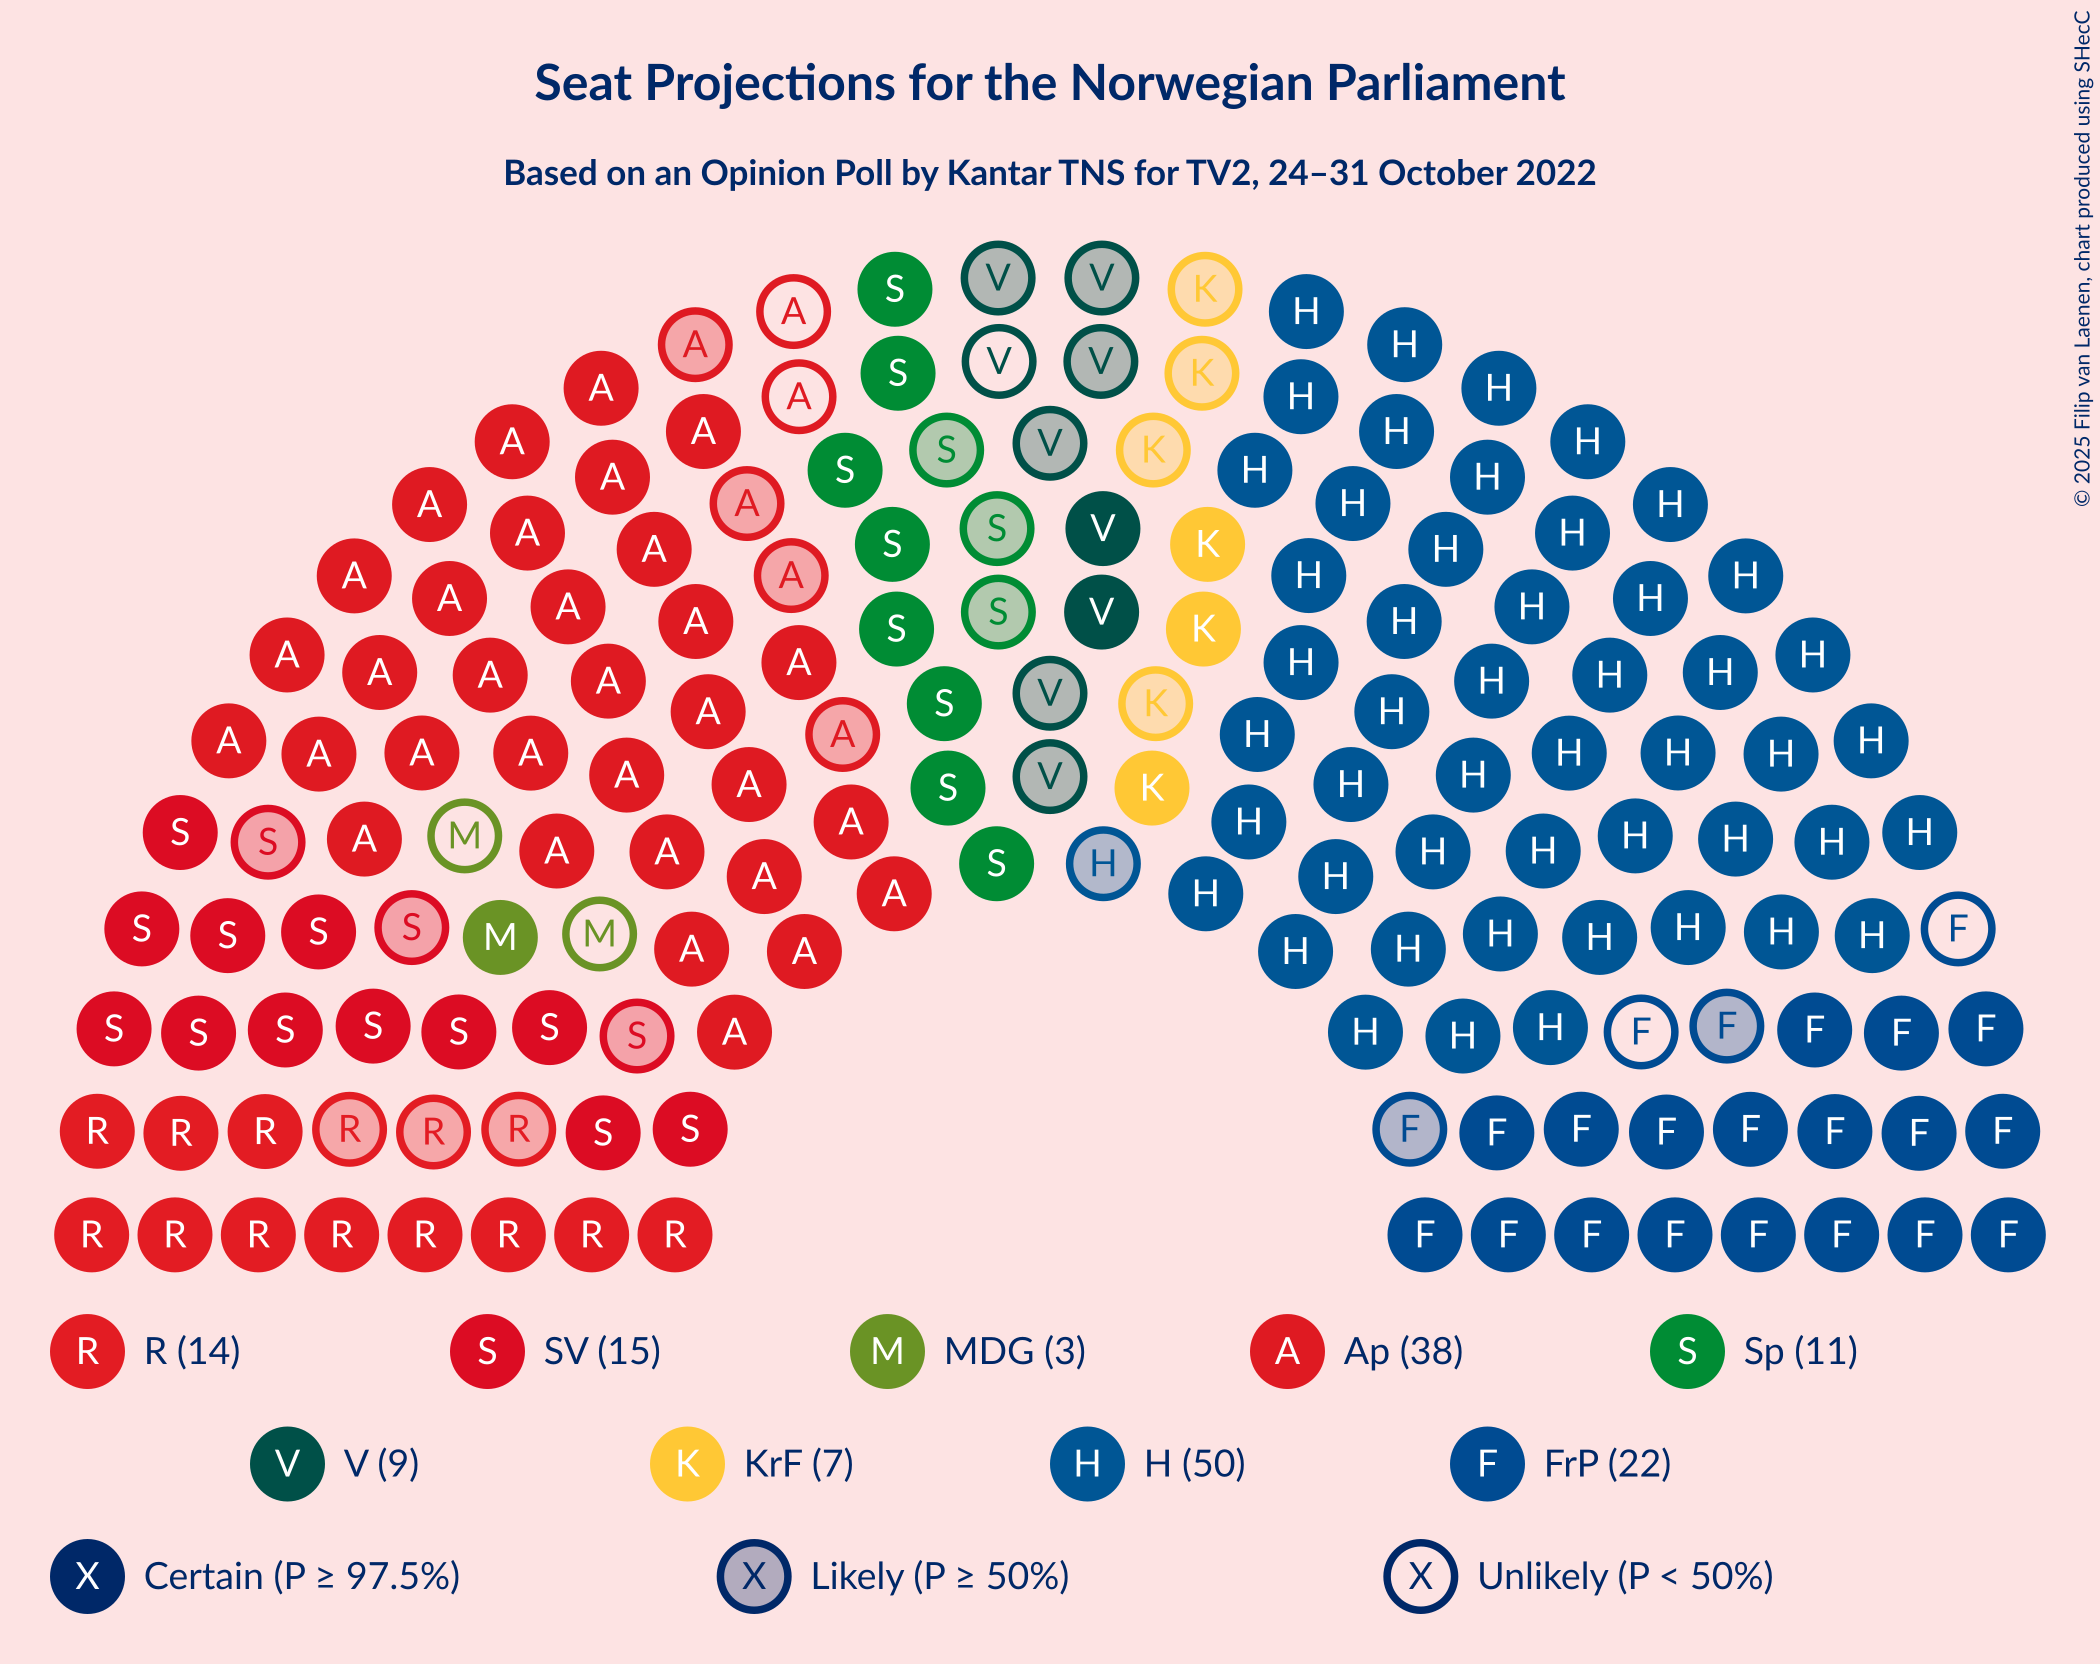 Seat Projections for the Norwegian Parliament
Based on an Opinion Poll by Kantar TNS for TV2, 24–31 October 2022
© 2025 Filip van Laenen, chart produced using SHecC
S V V K
A H
A H
S V V K
A H
A H
A H
S V K
A H
S H
A H
A H
A H
A H
S V
S K
A H
A H
A H
A H
A H
S V
S K
A H
A H
A H
A H
A H
A H
S V K
A H
A H
A H
A H
A H
S V K
A H
A H
A H
A H
A H
A H
S S A M A A A A S H H H H H H H H H
S S S S M M A A A H H H H H H H H F
S S S S S S S A H H H F F F F F
R R R R R R S S F F F F F F F F
R R R R R R R R F F F F F F F F
R R (14) S SV (15) M MDG (3) A Ap (38) S Sp (11)
V V (9) K KrF (7) H H (50) F FrP (22)
X Certain (P ≥ 97.5%) X Likely (P ≥ 50%) X Unlikely (P < 50%)